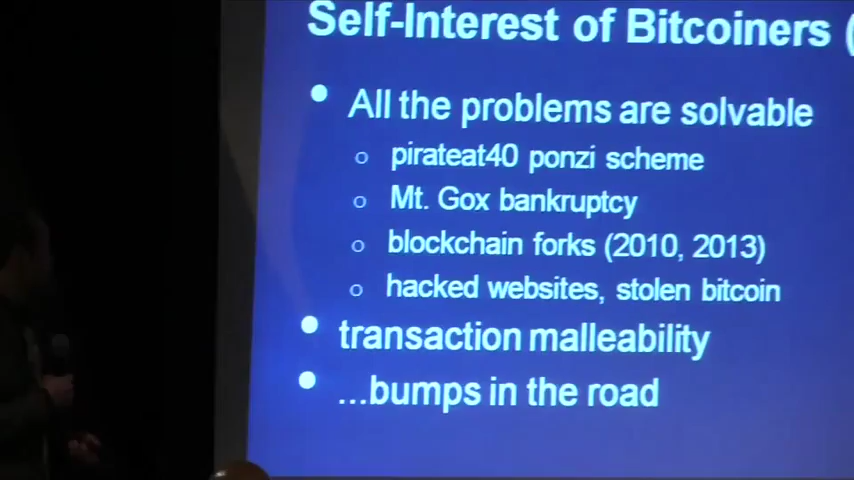 Self-Interest of Bitcoiners (
• All the problems are solvable
o pirateat40 ponzi scheme
o Mt. Gox bankruptcy
o blockchain forks (2010, 2013)
o hacked websites, stolen bitcoin
• transaction malleability
• ...bumps in the road